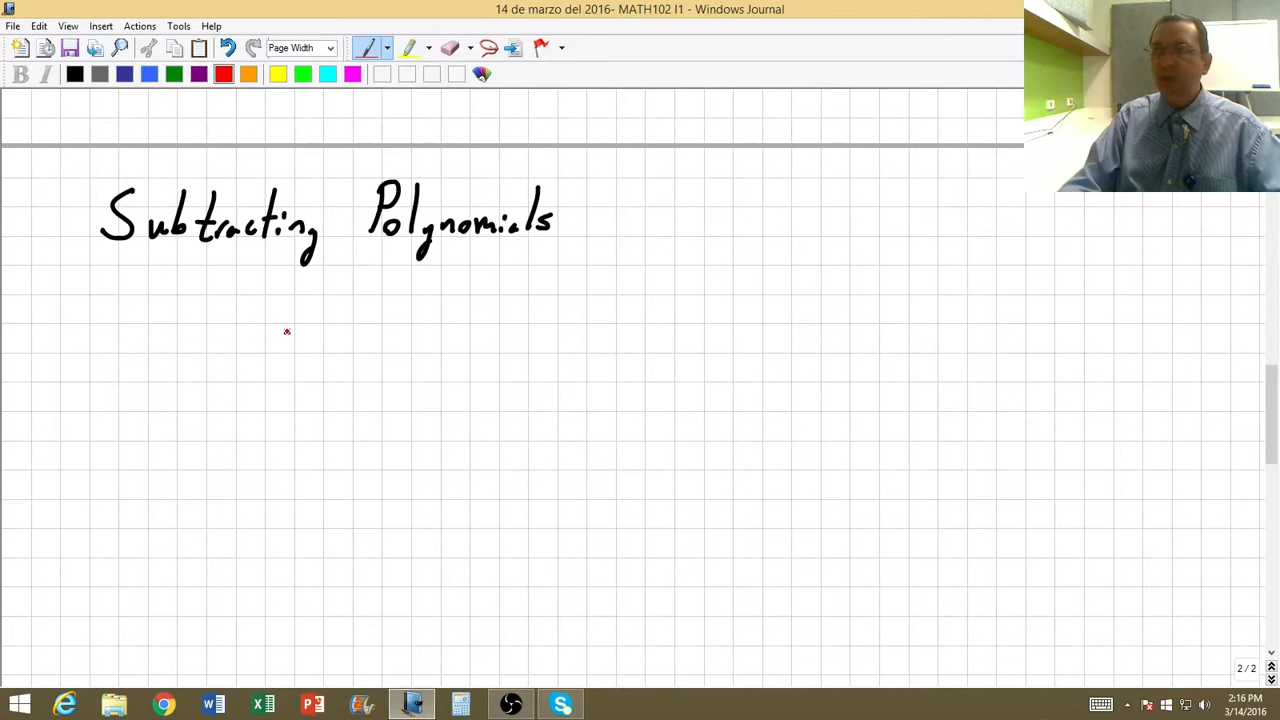 14 de marzo del 2016- MATH102 I1 - Windows Journal
File Edit View Insert Actions Tools Help
Page Width
B I
Subtracting Polynomials
2 / 2
2:16 PM
3/14/2016